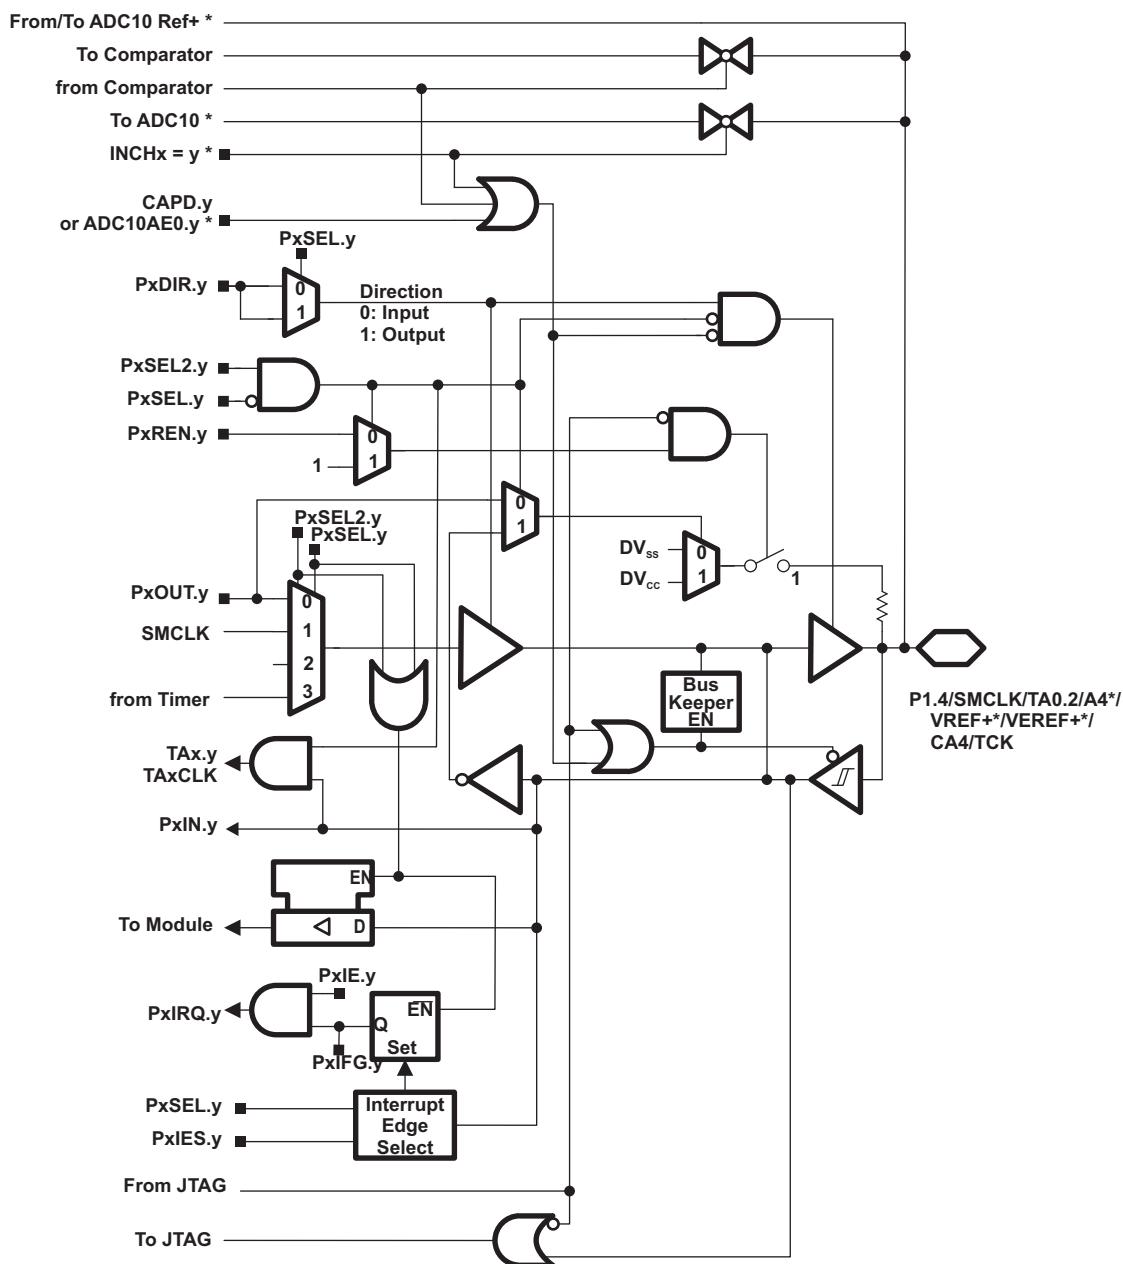 From/To ADC10 Ref+ *
To Comparator
from Comparator
To ADC10 *
INCHx = y *
CAPD.y
or ADC10AE0.y *
PxSEL.y
PxDIR.y
0
1
Direction
0: Input
1: Output
PxSEL2.y
PxSEL.y
PxREN.y
0
1
1
0
1
PxSEL2.y
PxSEL.y
DVSS
DVCC
0
1
1
PxOUT.y
SMCLK
from Timer
0
1
2
3
Bus
Keeper
EN
P1.4/SMCLK/TA0.2/A4*/
VREF+*/VEREF+*/
CA4/TCK
TAx.y
TAxCLK
PxIN.y
EN
To Module
D
PxIE.y
PxIRQ.y
EN
Q
Set
PxIFG.y
PxSEL.y
PxIES.y
Interrupt
Edge
Select
From JTAG
To JTAG